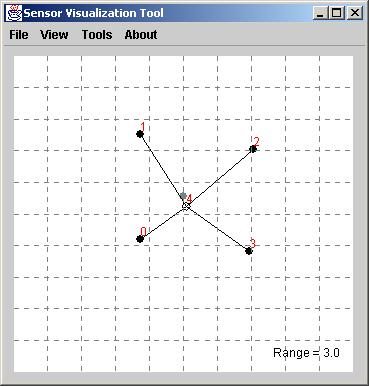 Sensor Visualization Tool
File View Tools About
1
2
4
0
3
Range = 3.0